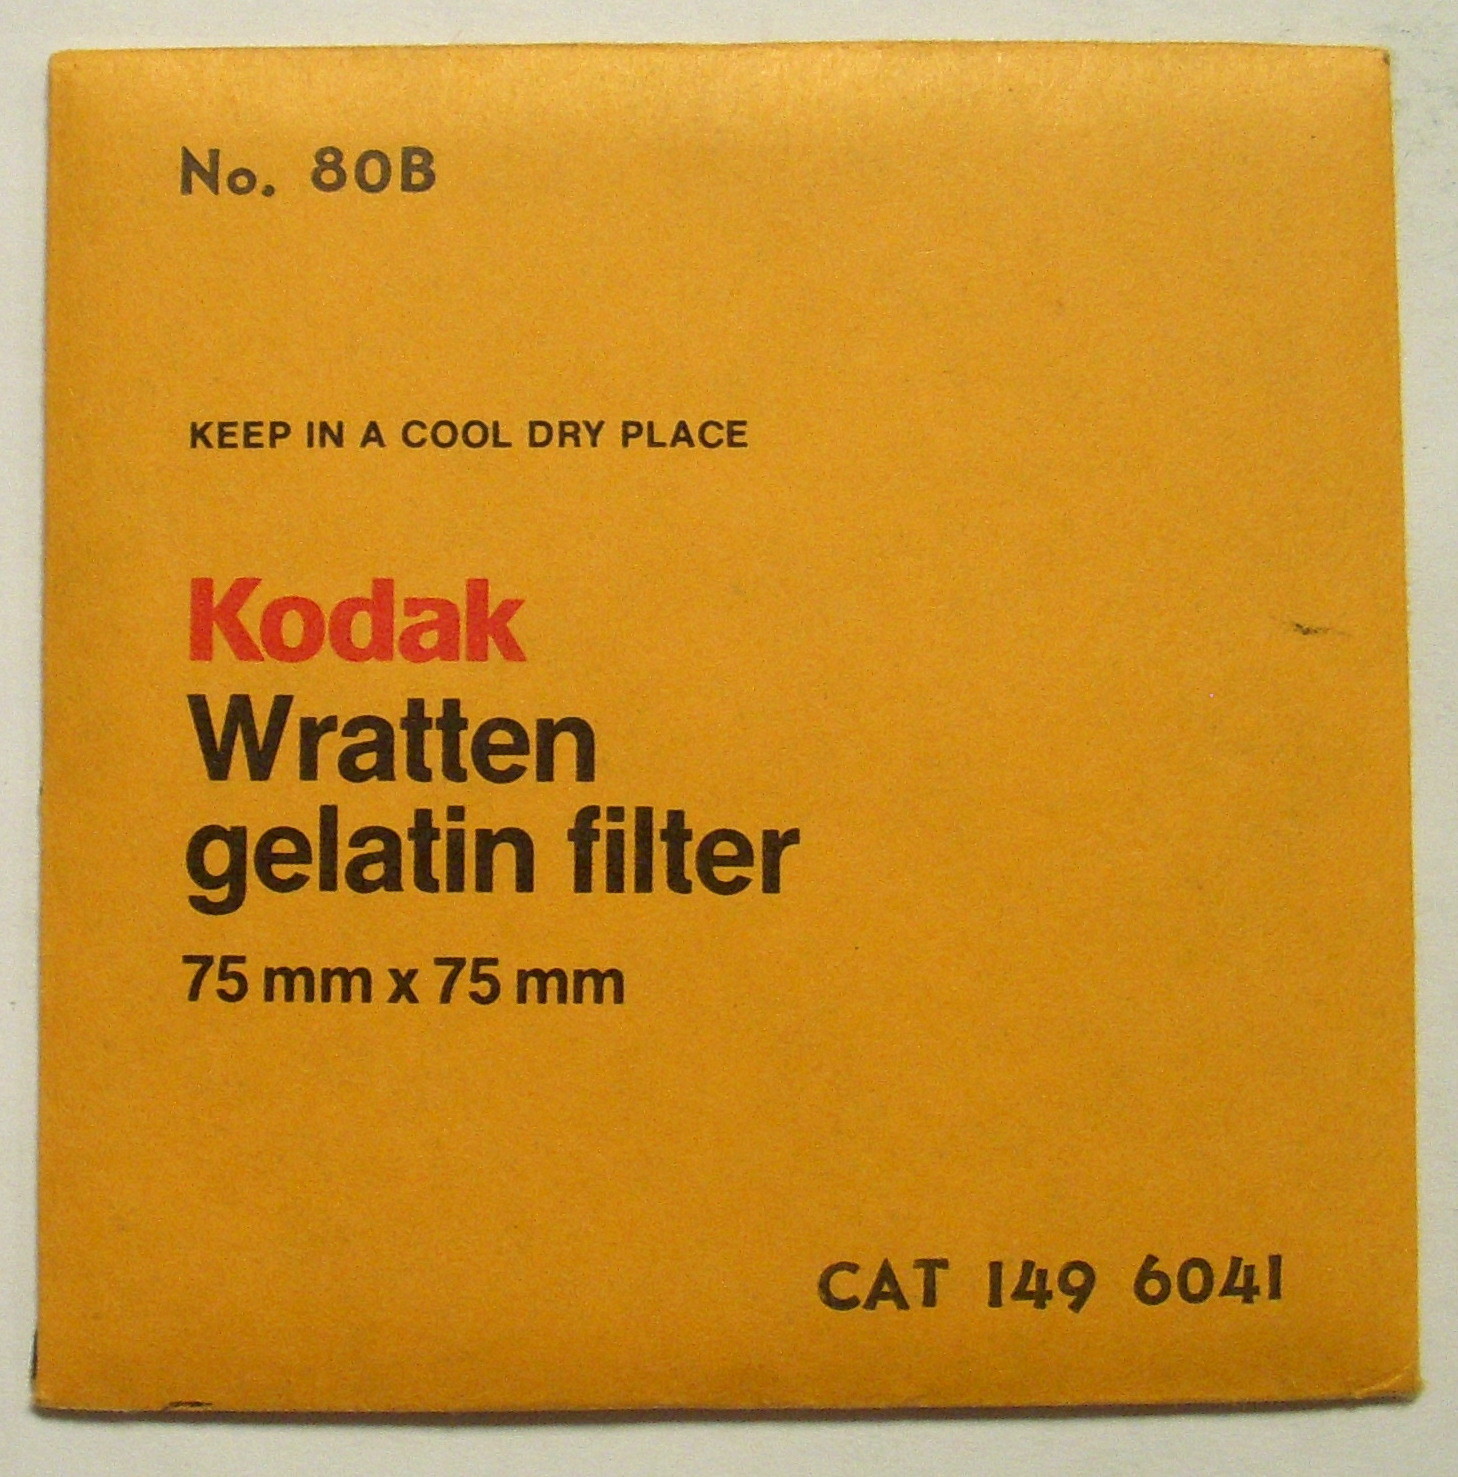 No. 80B
KEEP IN A COOL DRY PLACE
Kodak
Wratten
gelatin filter
75 mm x 75 mm
CAT 149 6041